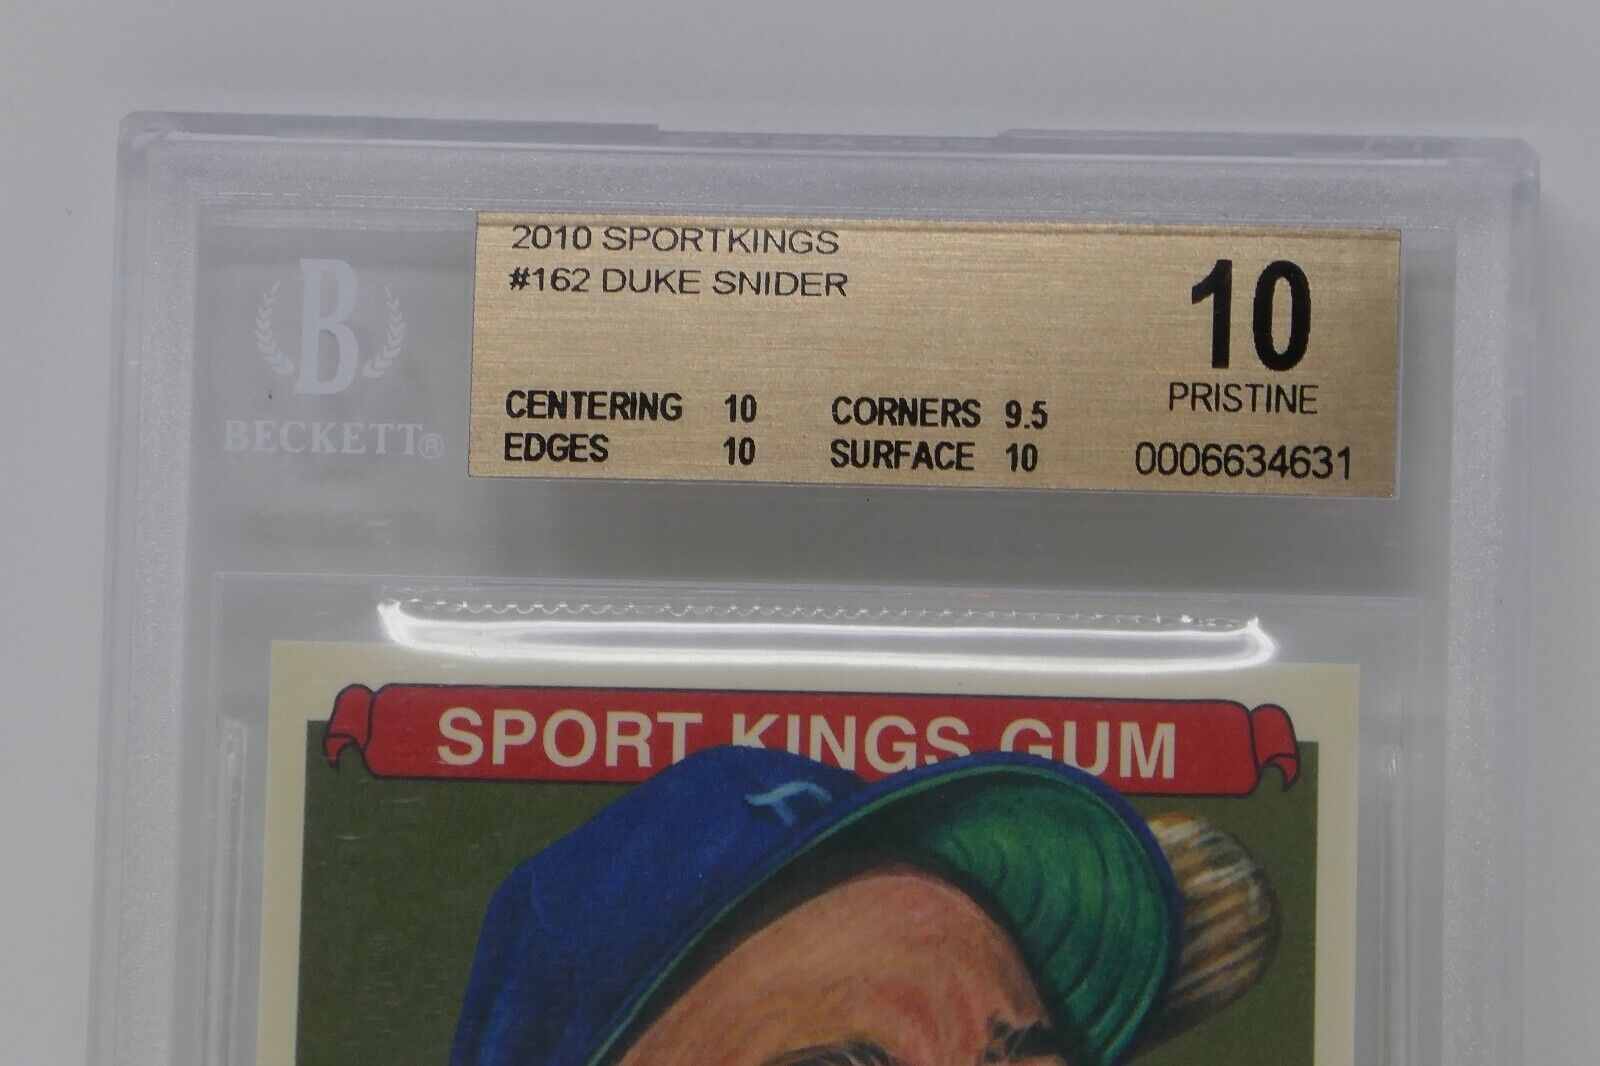 2010 SPORTKINGS
#162 DUKE SNIDER
10
PRISTINE
CENTERING 10 CORNERS 9.5
EDGES 10 SURFACE 10
0006634631
B
BECKETT®
SPORT KINGS GUM